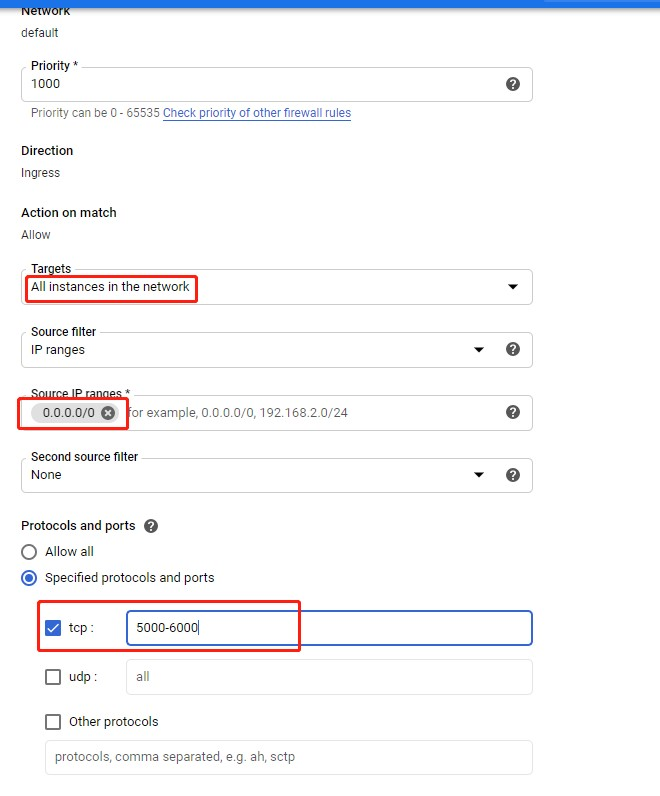 Network
default
Priority *
1000
Priority can be 0 - 65535 Check priority of other firewall rules
Direction
Ingress
Action on match
Allow
Targets
All instances in the network
Source filter
IP ranges
Source IP ranges *
0.0.0.0/0 for example, 0.0.0.0/0, 192.168.2.0/24
Second source filter
None
Protocols and ports
Allow all
Specified protocols and ports
tcp : 5000-6000
udp : all
Other protocols
protocols, comma separated, e.g. ah, sctp